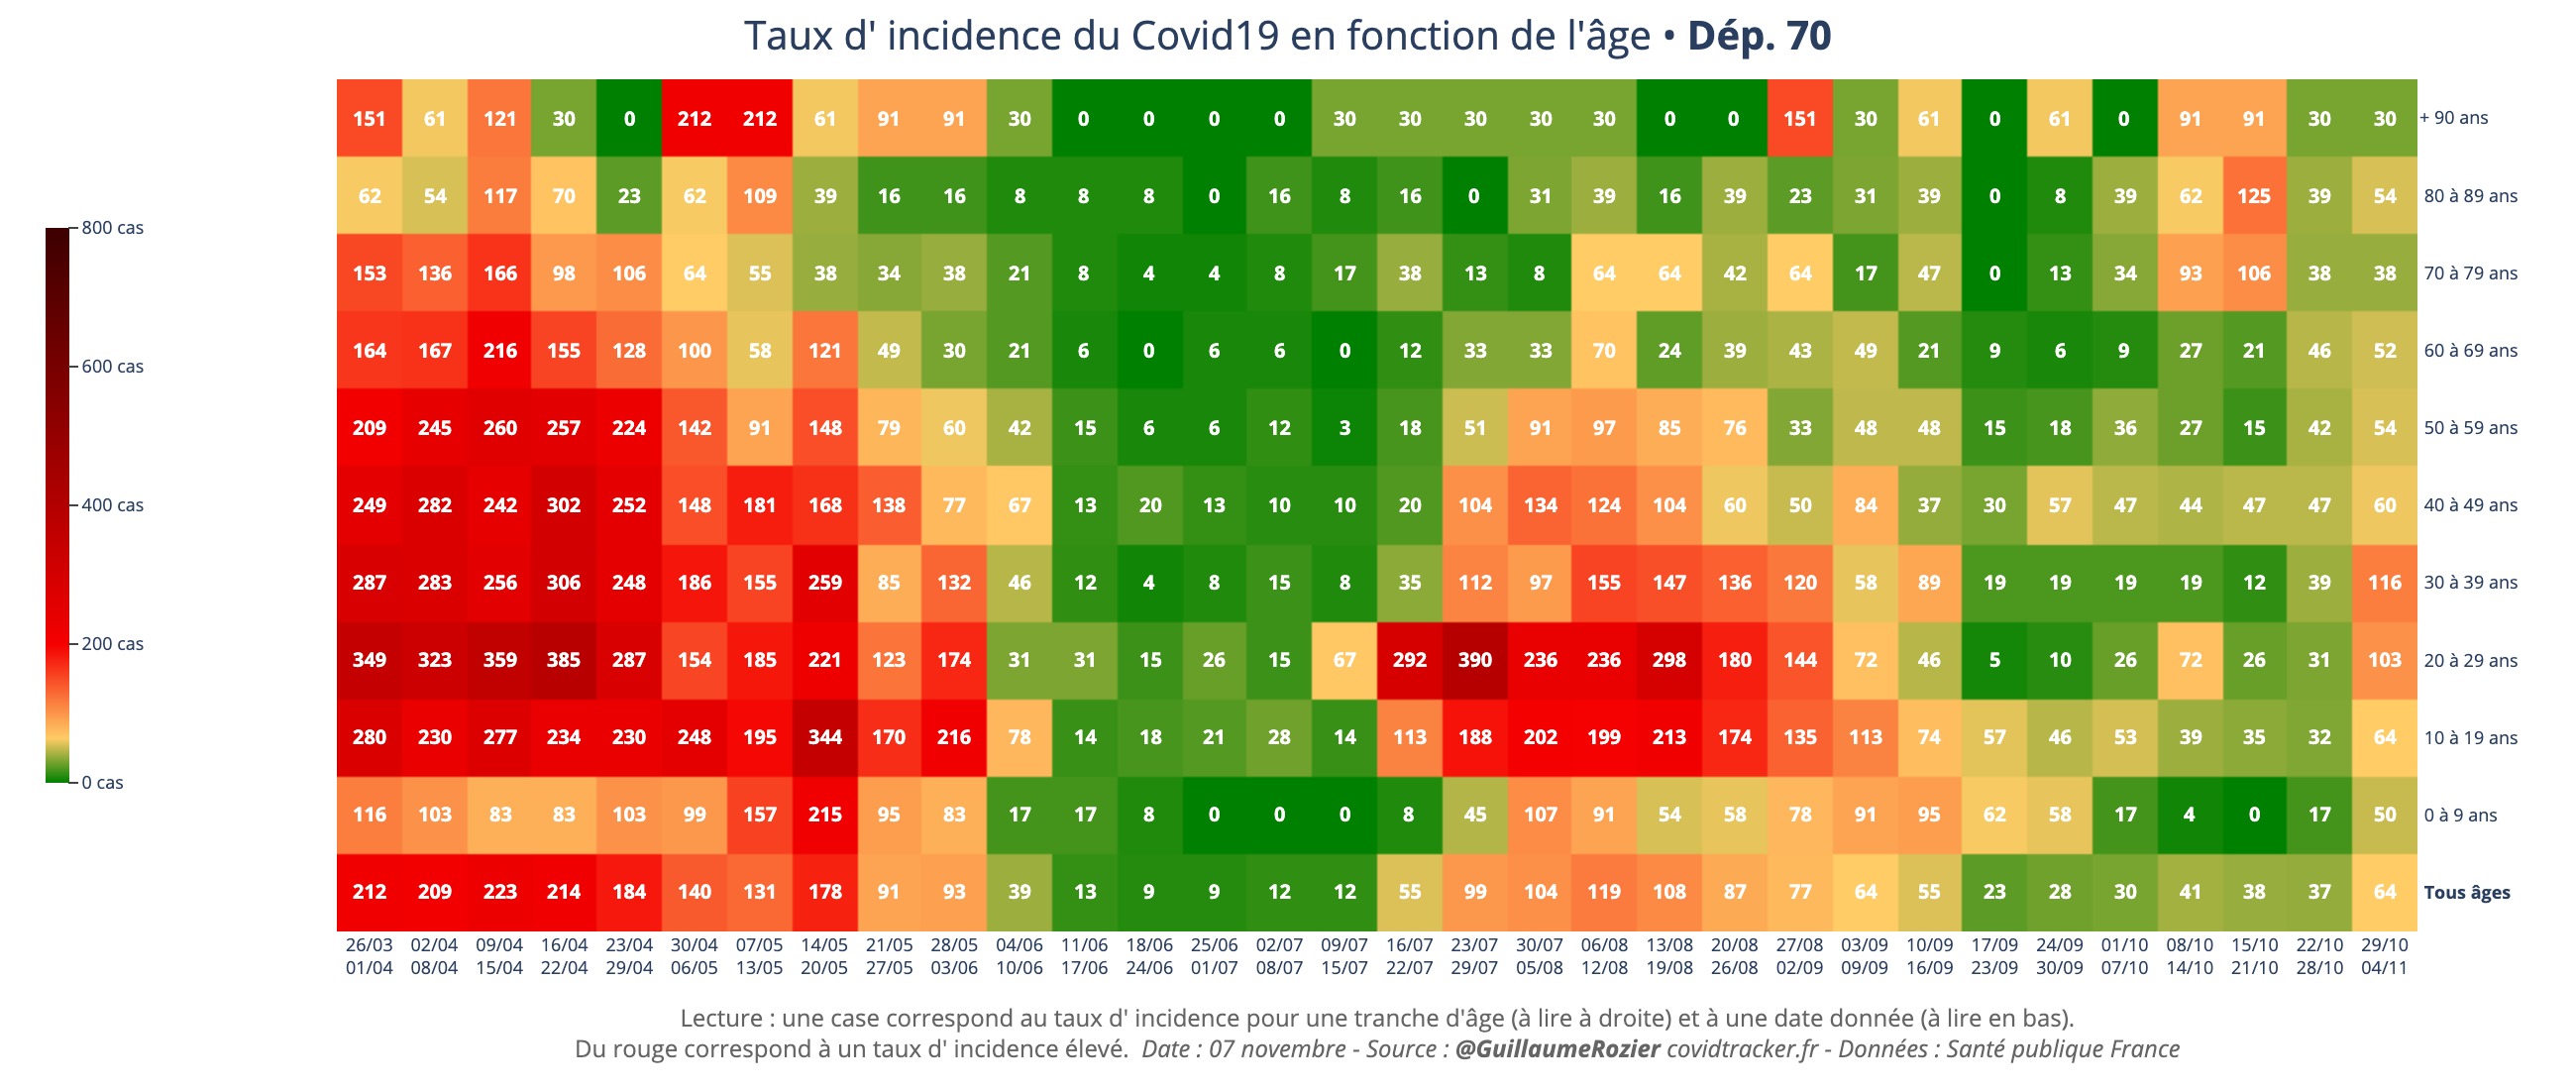 Taux d' incidence du Covid19 en fonction de l'âge • Dép. 70
151 61 121 30 0 212 212 61 91 91 30 0 0 0 0 30 30 30 30 30 0 0 151 30 61 0 61 0 91 91 30 30 + 90 ans
62 54 117 70 23 62 109 39 16 16 8 8 8 0 16 8 16 0 31 39 16 39 23 31 39 0 8 39 62 125 39 54 80 à 89 ans
800 cas
153 136 166 98 106 64 55 38 34 38 21 8 4 4 8 17 38 13 8 64 64 42 64 17 47 0 13 34 93 106 38 38 70 à 79 ans
164 167 216 155 128 100 58 121 49 30 21 6 0 6 6 0 12 33 33 70 24 39 43 49 21 9 6 9 27 21 46 52 60 à 69 ans
600 cas
209 245 260 257 224 142 91 148 79 60 42 15 6 6 12 3 18 51 91 97 85 76 33 48 48 15 18 36 27 15 42 54 50 à 59 ans
400 cas
249 282 242 302 252 148 181 168 138 77 67 13 20 13 10 10 20 104 134 124 104 60 50 84 37 30 57 47 44 47 47 60 40 à 49 ans
287 283 256 306 248 186 155 259 85 132 46 12 4 8 15 8 35 112 97 155 147 136 120 58 89 19 19 19 19 12 39 116 30 à 39 ans
200 cas
349 323 359 385 287 154 185 221 123 174 31 31 15 26 15 67 292 390 236 236 298 180 144 72 46 5 10 26 72 26 31 103 20 à 29 ans
280 230 277 234 230 248 195 344 170 216 78 14 18 21 28 14 113 188 202 199 213 174 135 113 74 57 46 53 39 35 32 64 10 à 19 ans
0 cas
116 103 83 83 103 99 157 215 95 83 17 17 8 0 0 0 8 45 107 91 54 58 78 91 95 62 58 17 4 0 17 50 0 à 9 ans
212 209 223 214 184 140 131 178 91 93 39 13 9 9 12 12 55 99 104 119 108 87 77 64 55 23 28 30 41 38 37 64 Tous âges
26/03 02/04 09/04 16/04 23/04 30/04 07/05 14/05 21/05 28/05 04/06 11/06 18/06 25/06 02/07 09/07 16/07 23/07 30/07 06/08 13/08 20/08 27/08 03/09 10/09 17/09 24/09 01/10 08/10 15/10 22/10 29/10
01/04 08/04 15/04 22/04 29/04 06/05 13/05 20/05 27/05 03/06 10/06 17/06 24/06 01/07 08/07 15/07 22/07 29/07 05/08 12/08 19/08 26/08 02/09 09/09 16/09 23/09 30/09 07/10 14/10 21/10 28/10 04/11
Lecture : une case correspond au taux d' incidence pour une tranche d'âge (à lire à droite) et à une date donnée (à lire en bas).
Du rouge correspond à un taux d' incidence élevé. Date : 07 novembre - Source : @GuillaumeRozier covidtracker.fr - Données : Santé publique France